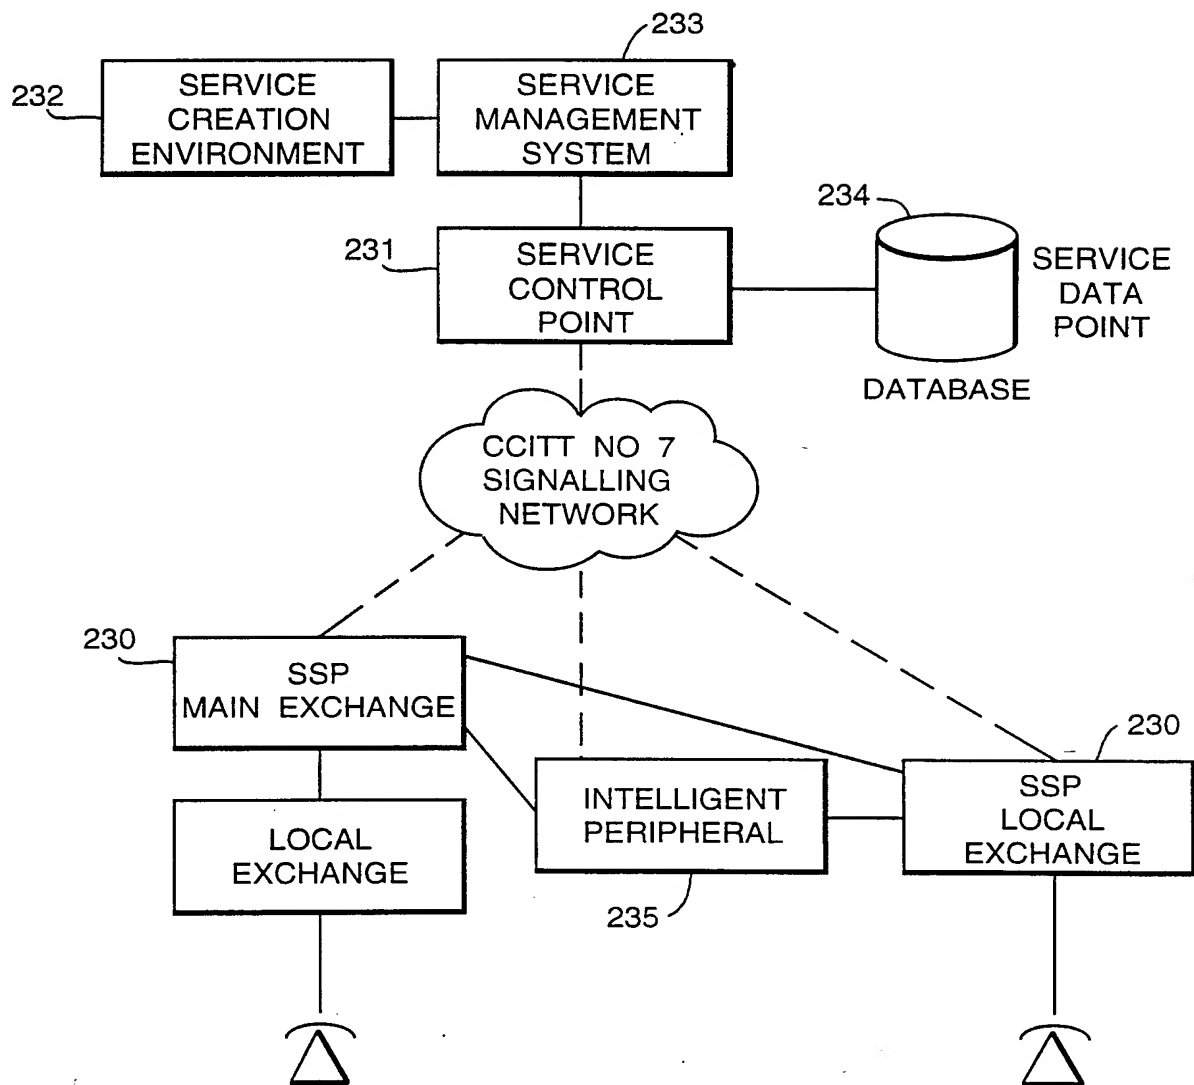 233
232
SERVICE
CREATION
ENVIRONMENT
SERVICE
MANAGEMENT
SYSTEM
234
231
SERVICE
CONTROL
POINT
SERVICE
DATA
POINT
DATABASE
CCITT NO 7
SIGNALLING
NETWORK
230
SSP
MAIN EXCHANGE
230
INTELLIGENT
PERIPHERAL
SSP
LOCAL
EXCHANGE
LOCAL
EXCHANGE
235